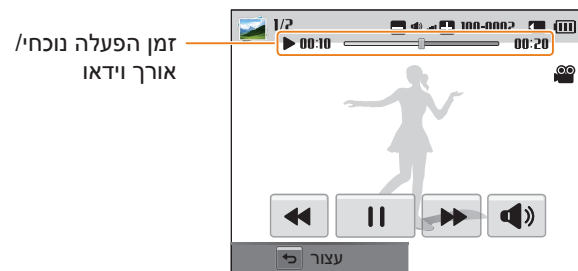 זמן הפעלה נוכחי/
אורך וידאו
1/2 100-0002
00:10 00:20
עצור